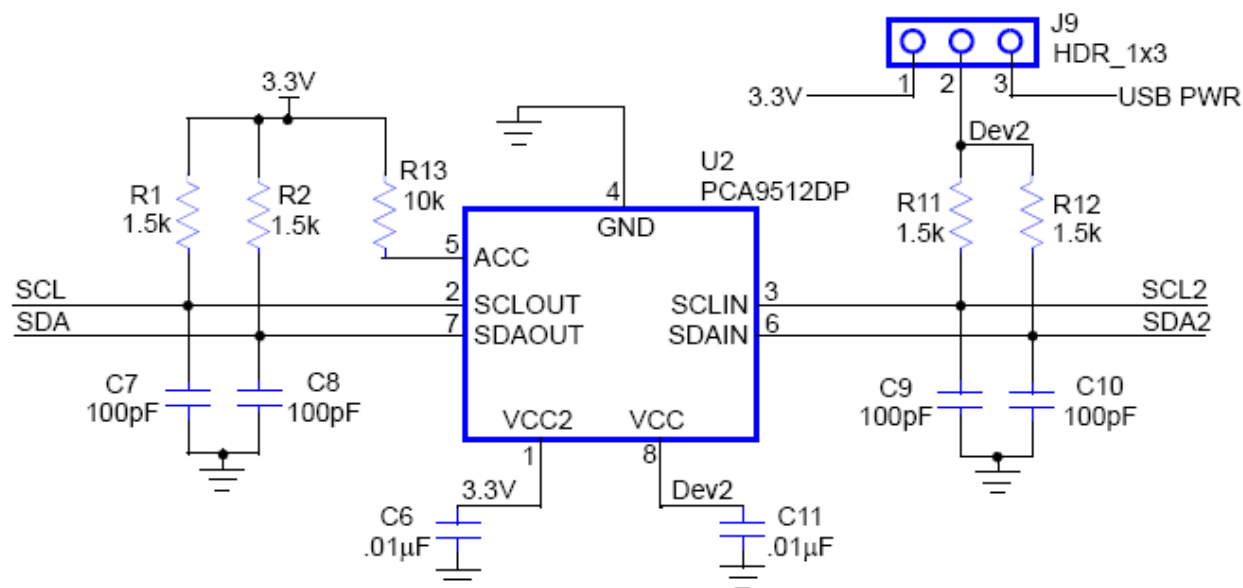 J9
HDR_1x3
1
2
3
3.3V
USB PWR
Dev2
3.3V
R1
1.5k
R2
1.5k
R13
10k
U2
PCA9512DP
4
GND
R11
1.5k
R12
1.5k
5
ACC
SCL
2
SCLOUT
SCLIN
3
SCL2
SDA
7
SDAOUT
SDAIN
6
SDA2
C7
100pF
C8
100pF
C9
100pF
C10
100pF
VCC2
VCC
1
8
3.3V
Dev2
C6
.01µF
C11
.01µF